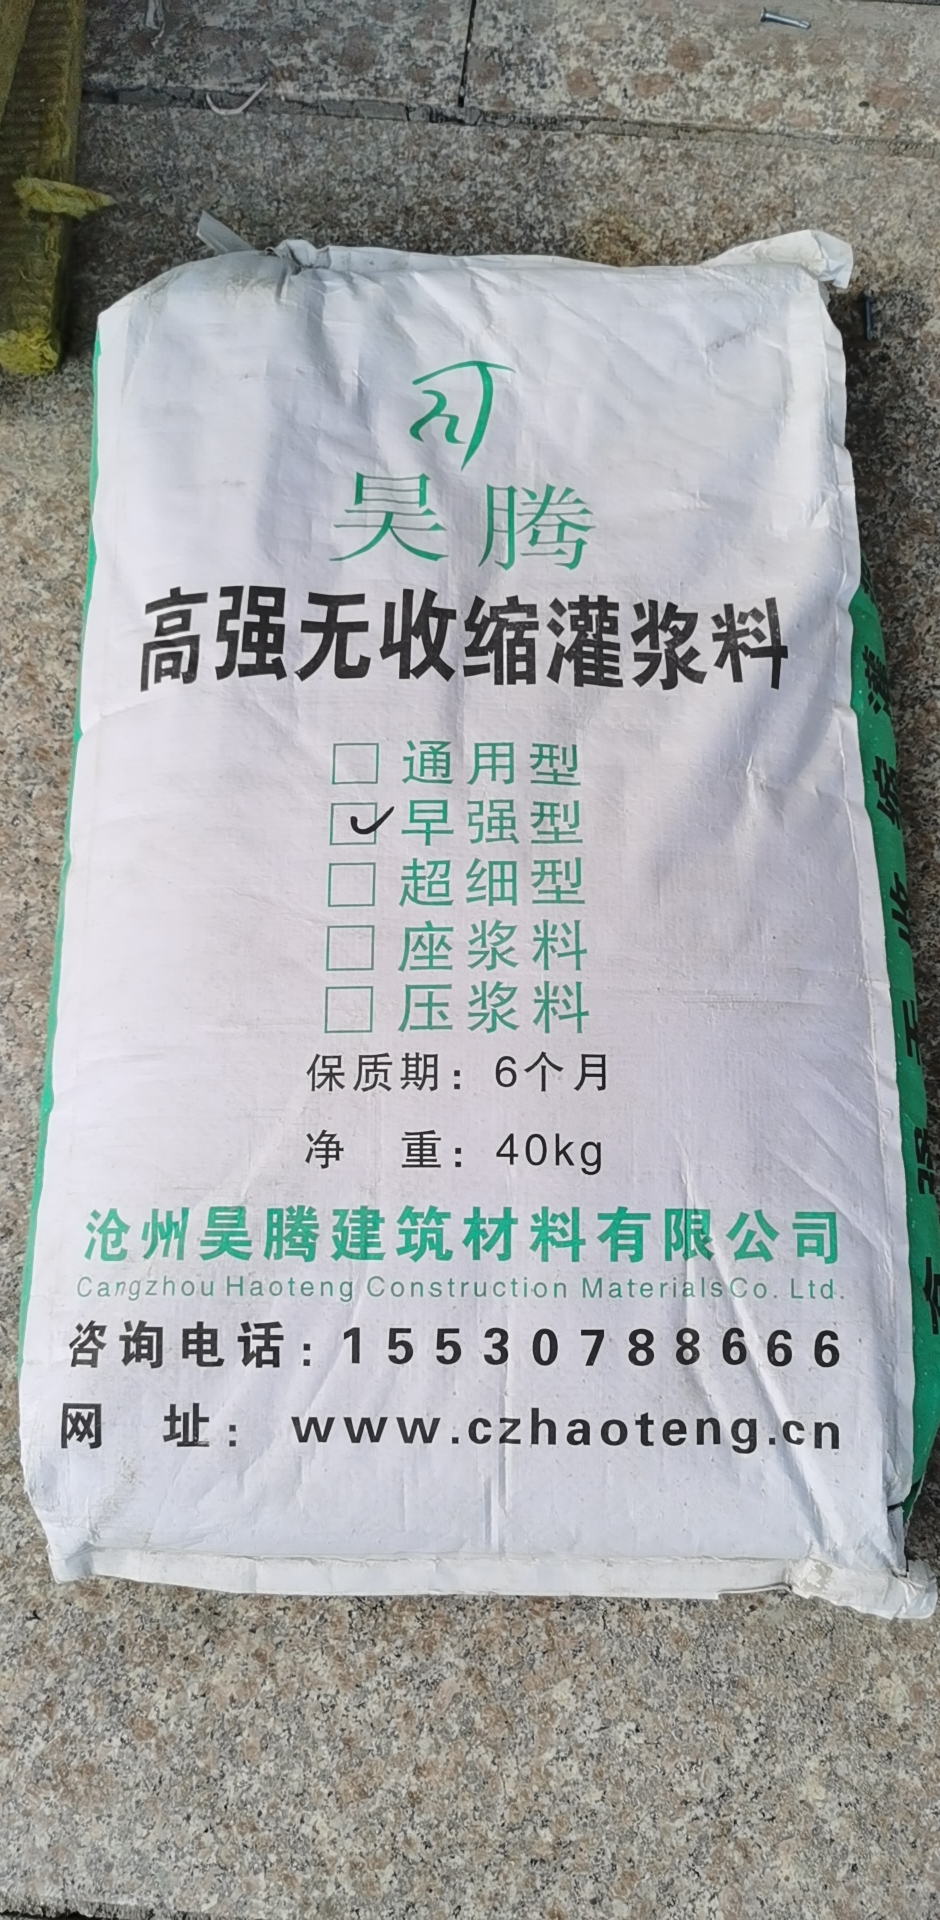 昊腾
高强无收缩灌浆料
通用型
早强型
超细型
座浆料
压浆料
保质期：6个月
净 重：40kg
沧州昊腾建筑材料有限公司
Cangzhou Haoteng Construction MaterialsCo. Ltd.
咨询电话：15530788666
网 址：www.czhaoteng.cn